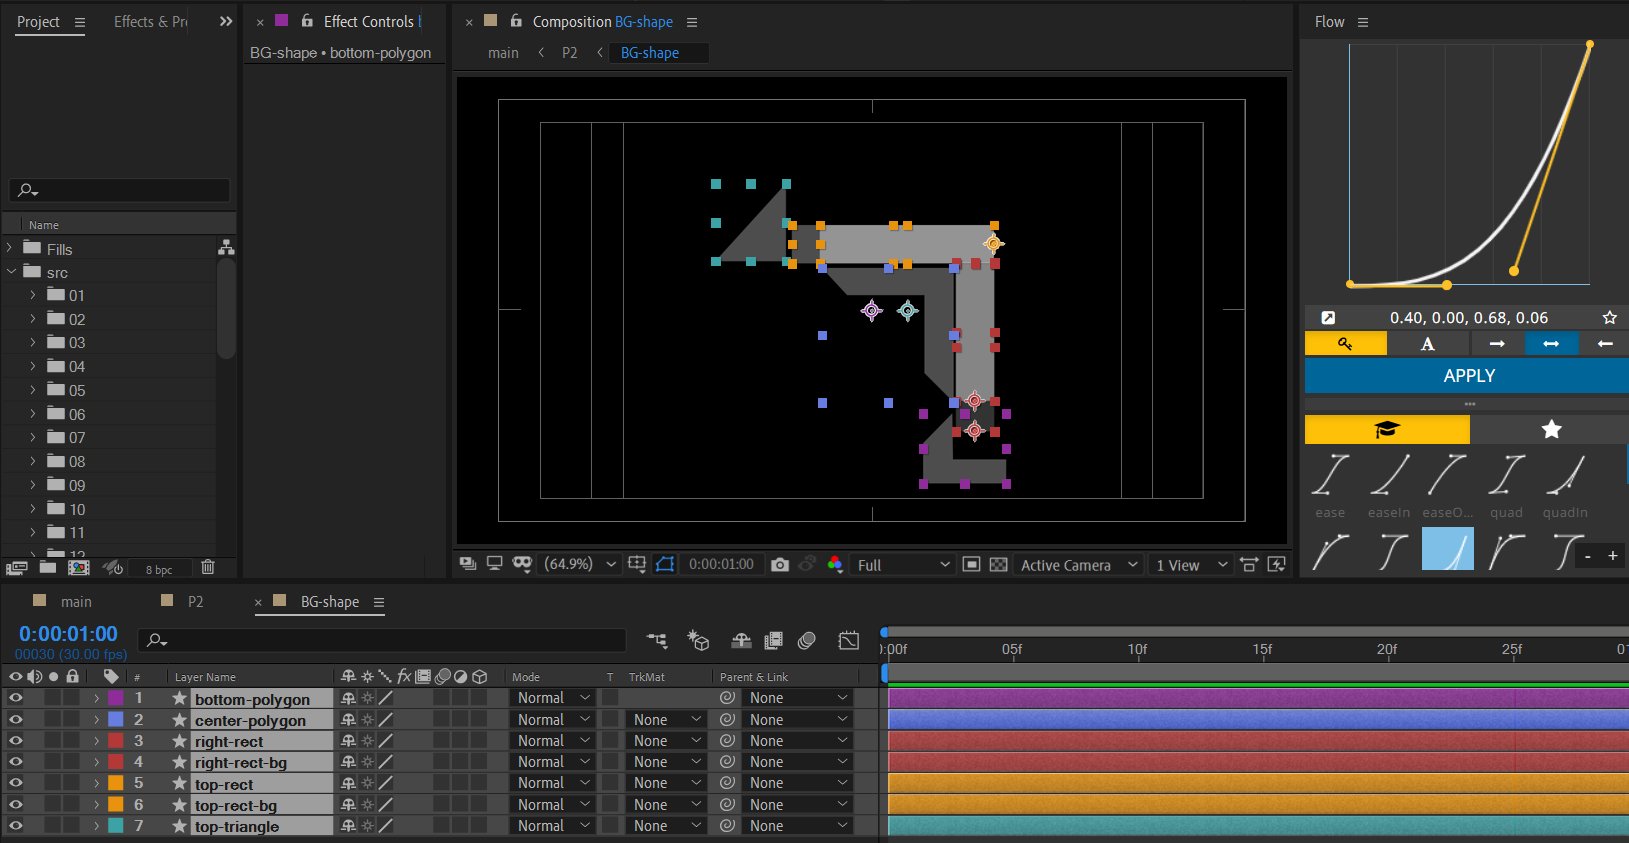 Project
Effects & Pr
Effect Controls
Composition BG-shape
Flow
BG-shape • bottom-polygon
main
P2
BG-shape
Name
Fills
src
01
02
03
04
05
06
07
08
09
10
11
12
8 bpc
(64.9%)
0:00:01:00
Full
Active Camera
1 View
0.40, 0.00, 0.68, 0.06
A
APPLY
ease
easeIn
easeO...
quad
quadIn
- +
main
P2
BG-shape
0:00:01:00
00030 (30.00 fps)
:00f
05f
10f
15f
20f
25f
01
#
Layer Name
fx
Mode
T
TrkMat
Parent & Link
1 bottom-polygon Normal None
2 center-polygon Normal None None
3 right-rect Normal None None
4 right-rect-bg Normal None None
5 top-rect Normal None None
6 top-rect-bg Normal None None
7 top-triangle Normal None None